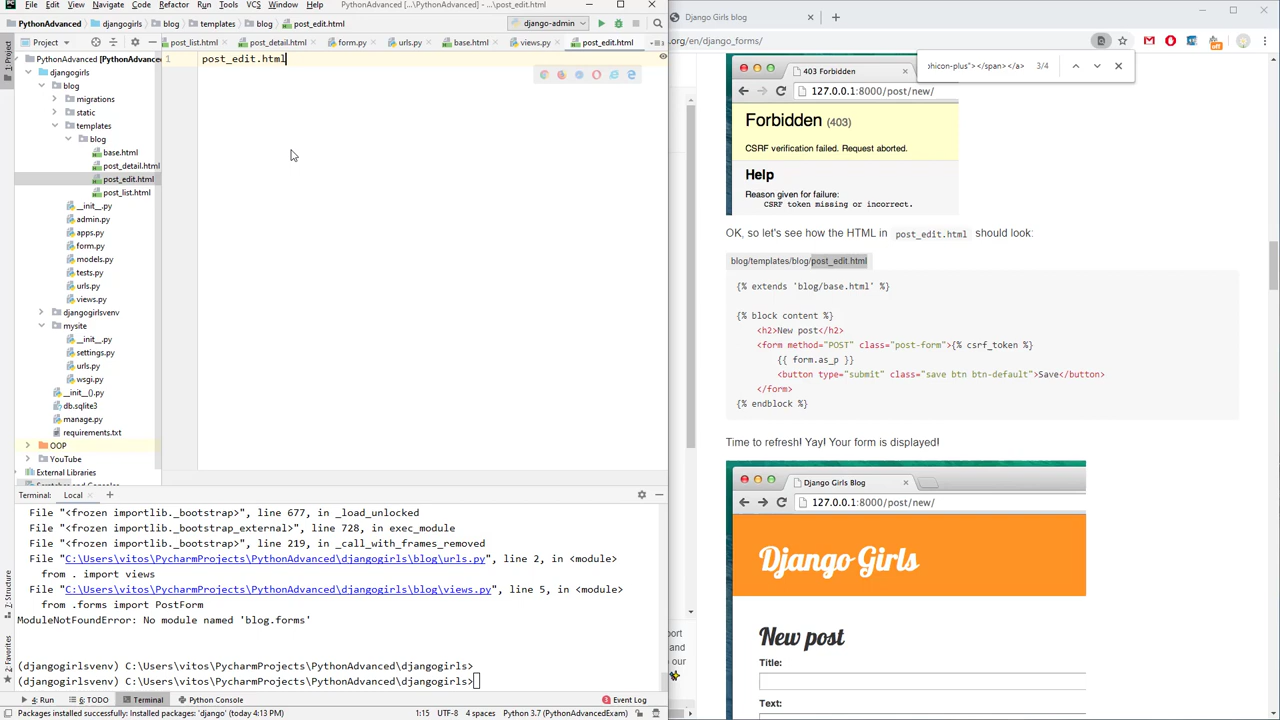 File Edit View Navigate Code Refactor Run Tools VCS Window Help PythonAdvanced [...\PythonAdvanced] - ...\post_edit.html
PythonAdvanced djangogirls blog templates blog post_edit.html
django-admin
Project
post_list.html post_detail.html form.py urls.py base.html views.py post_edit.html
1: Project
PythonAdvanced [PythonAdvance
djangogirls
blog
migrations
static
templates
blog
base.html
post_detail.html
post_edit.html
post_list.html
__init__.py
admin.py
apps.py
form.py
models.py
tests.py
urls.py
views.py
djangogirlsvenv
mysite
__init__.py
settings.py
urls.py
wsgi.py
__init__().py
db.sqlite3
manage.py
requirements.txt
OOP
YouTube
External Libraries
Scratches and Consoles
1 post_edit.html
Terminal: Local
File "<frozen importlib._bootstrap>", line 677, in _load_unlocked
File "<frozen importlib._bootstrap_external>", line 728, in exec_module
File "<frozen importlib._bootstrap>", line 219, in _call_with_frames_removed
File "C:\Users\vitos\PycharmProjects\PythonAdvanced\djangogirls\blog\urls.py", line 2, in <module>
from . import views
File "C:\Users\vitos\PycharmProjects\PythonAdvanced\djangogirls\blog\views.py", line 5, in <module>
from .forms import PostForm
ModuleNotFoundError: No module named 'blog.forms'
(djangogirlsvenv) C:\Users\vitos\PycharmProjects\PythonAdvanced\djangogirls>
(djangogirlsvenv) C:\Users\vitos\PycharmProjects\PythonAdvanced\djangogirls>
Z: Structure
2: Favorites
4: Run 6: TODO Terminal Python Console Event Log
Packages installed successfully: Installed packages: 'django' (today 4:13 PM) 1:15 UTF-8 4 spaces Python 3.7 (PythonAdvancedExam)
Django Girls blog
.org/en/django_forms/
ohicon-plus"></span></a> 3/4
403 Forbidden
127.0.0.1:8000/post/new/
Forbidden (403)
CSRF verification failed. Request aborted.
Help
Reason given for failure:
CSRF token missing or incorrect.
OK, so let's see how the HTML in post_edit.html should look:
blog/templates/blog/post_edit.html
{% extends 'blog/base.html' %}
{% block content %}
<h2>New post</h2>
<form method="POST" class="post-form">{% csrf_token %}
{{ form.as_p }}
<button type="submit" class="save btn btn-default">Save</button>
</form>
{% endblock %}
Time to refresh! Yay! Your form is displayed!
Django Girls Blog
127.0.0.1:8000/post/new/
Django Girls
New post
Title:
Text:
port
and
o our